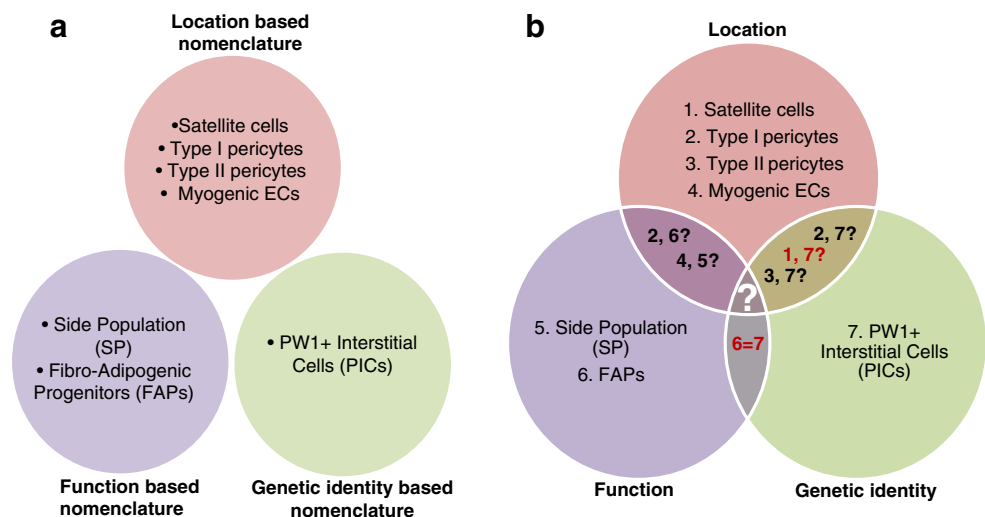 a
Location based
nomenclature
•Satellite cells
• Type I pericytes
• Type II pericytes
• Myogenic ECs
• Side Population
(SP)
• Fibro-Adipogenic
Progenitors (FAPs)
• PW1+ Interstitial
Cells (PICs)
Function based
nomenclature
Genetic identity based
nomenclature
b
Location
1. Satellite cells
2. Type I pericytes
3. Type II pericytes
4. Myogenic ECs
2, 6?
4, 5?
2, 7?
1, 7?
3, 7?
?
6=7
5. Side Population
(SP)
6. FAPs
7. PW1+
Interstitial Cells
(PICs)
Function
Genetic identity